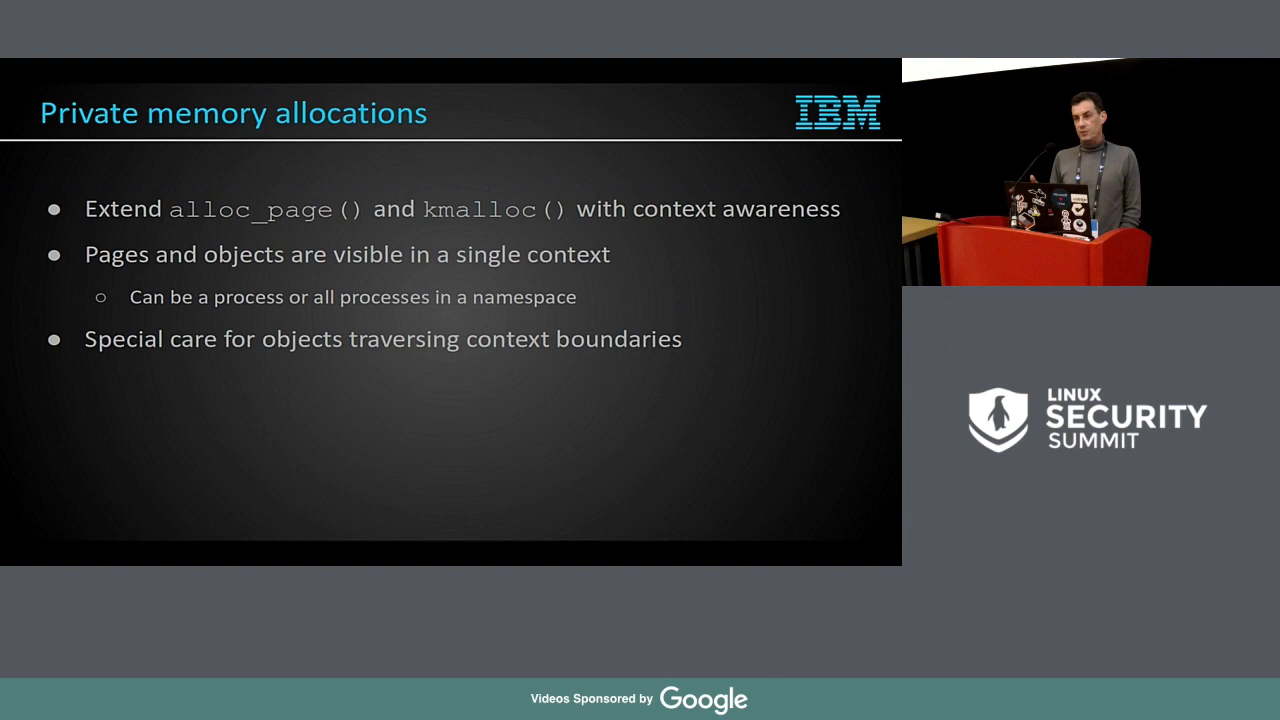 Private memory allocations
IBM
Extend alloc_page() and kmalloc() with context awareness
Pages and objects are visible in a single context
Can be a process or all processes in a namespace
Special care for objects traversing context boundaries
LINUX
SECURITY
SUMMIT
Videos Sponsored by Google